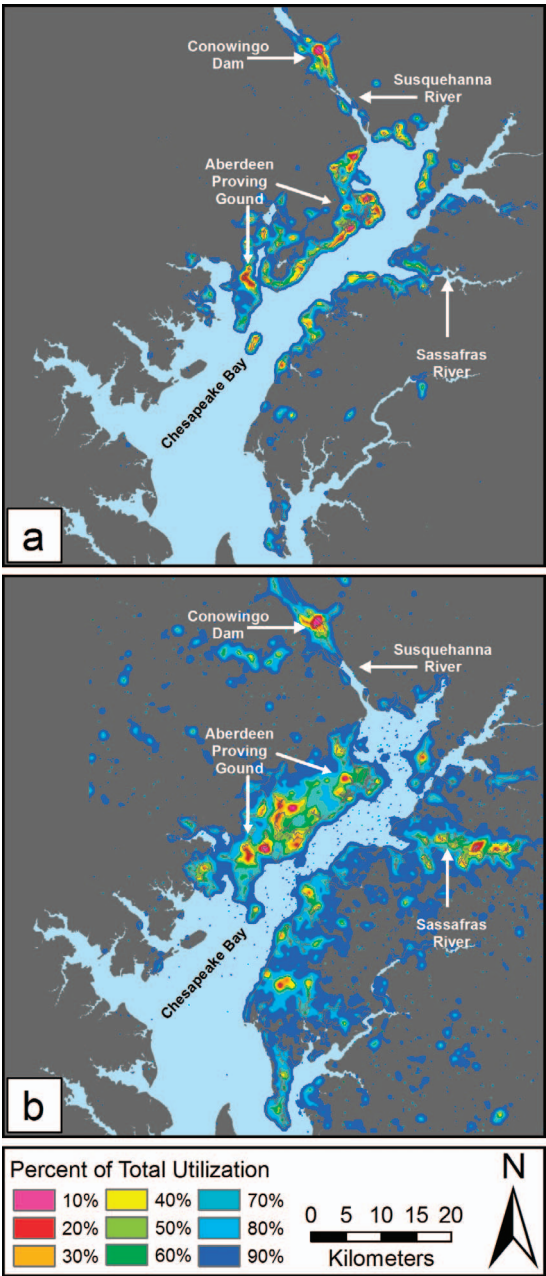 Conowingo
Dam
Susquehanna
River
Aberdeen
Proving
Gound
Sassafras
River
Chesapeake Bay
a
Conowingo
Dam
Susquehanna
River
Aberdeen
Proving
Gound
Sassafras
River
Chesapeake Bay
b
Percent of Total Utilization
10% 40% 70%
20% 50% 80%
30% 60% 90%
0 5 10 15 20
Kilometers
N